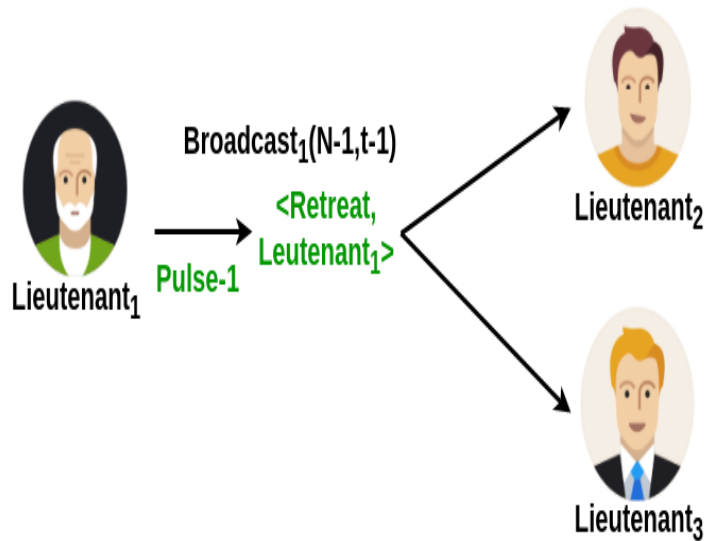 Broadcast₁(N-1,t-1)
<Retreat,
Leutenant₁>
Pulse-1
Lieutenant₁
Lieutenant₂
Lieutenant₃